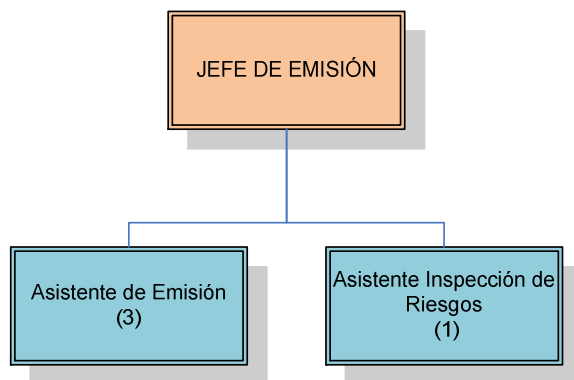 JEFE DE EMISIÓN
Asistente de Emisión
(3)
Asistente Inspección de
Riesgos
(1)